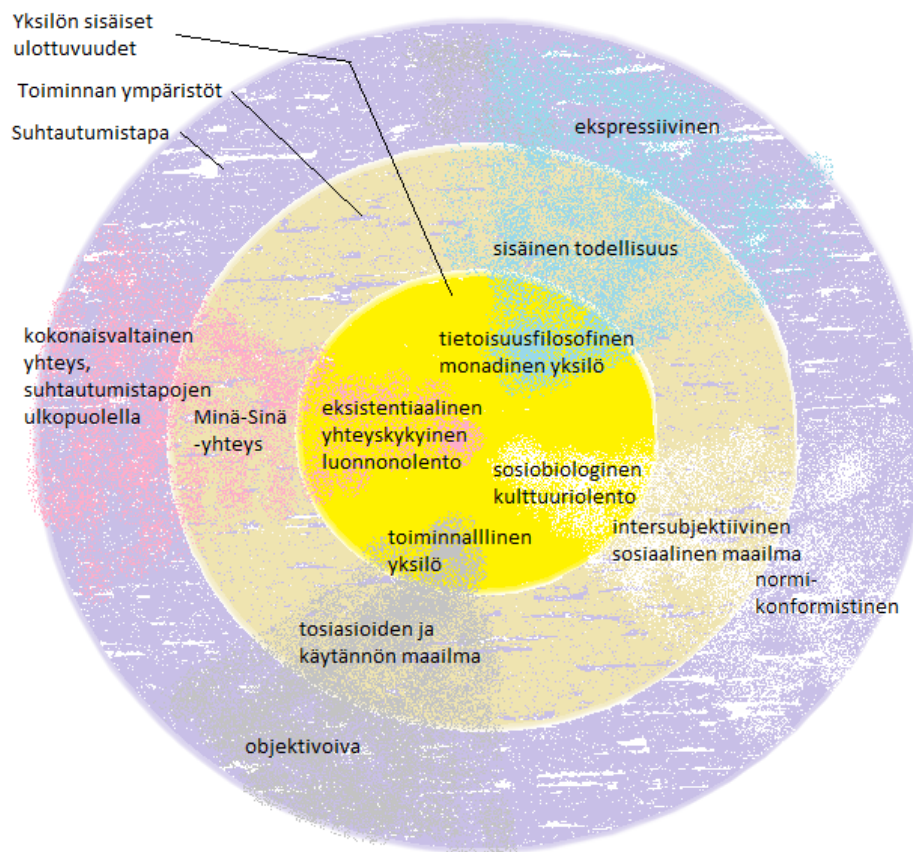 Yksilön sisäiset
ulottuvuudet
Toiminnan ympäristöt
Suhtautumistapa
ekspressiivinen
sisäinen todellisuus
tietoisuusfilosofinen
monadinen yksilö
kokonaisvaltainen
yhteys,
suhtautumistapojen
ulkopuolella
Minä-Sinä
-yhteys
eksistentiaalinen
yhteyskykyinen
luonnonolento
sosiobiologinen
kulttuuriolento
intersubjektiivinen
sosiaalinen maailma
normi-
konformistinen
toiminnalllinen
yksilö
tosiasioiden ja
käytännön maailma
objektivoiva